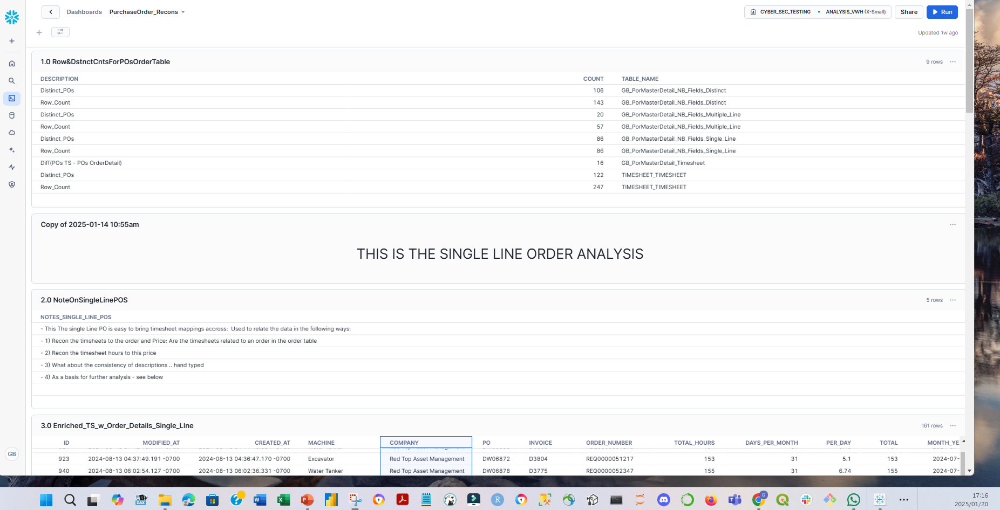 Dashboards PurchaseOrder_Recons
CYBER_SEC_TESTING • ANALYSIS_VWH (X-Small) Share Run
Updated 1w ago
1.0 Row&DstnctCntsForPOsOrderTable 9 rows
DESCRIPTION COUNT TABLE_NAME
Distinct_POs 106 GB_PorMasterDetail_NB_Fields_Distinct
Row_Count 143 GB_PorMasterDetail_NB_Fields_Distinct
Distinct_POs 20 GB_PorMasterDetail_NB_Fields_Multiple_Line
Row_Count 57 GB_PorMasterDetail_NB_Fields_Multiple_Line
Distinct_POs 86 GB_PorMasterDetail_NB_Fields_Single_Line
Row_Count 86 GB_PorMasterDetail_NB_Fields_Single_Line
Diff(POs TS - POs OrderDetail) 16 GB_PorMasterDetail_Timesheet
Distinct_POs 122 TIMESHEET_TIMESHEET
Row_Count 247 TIMESHEET_TIMESHEET
Copy of 2025-01-14 10:55am
THIS IS THE SINGLE LINE ORDER ANALYSIS
2.0 NoteOnSingleLinePOS 5 rows
NOTES_SINGLE_LINE_POS
- This The single Line PO is easy to bring timesheet mappings accross: Used to relate the data in the following ways:
- 1) Recon the timsheets to the order and Price: Are the timesheets related to an order in the order table
- 2) Recon the timesheet hours to this price
- 3) What about the consistency of descriptions .. hand typed
- 4) As a basis for further analysis - see below
3.0 Enriched_TS_w_Order_Details_Single_LIne 161 rows
ID MODIFIED_AT CREATED_AT MACHINE COMPANY PO INVOICE ORDER_NUMBER TOTAL_HOURS DAYS_PER_MONTH PER_DAY TOTAL MONTH_YE
923 2024-08-13 04:37:49.191 -0700 2024-08-13 04:36:47.170 -0700 Excavator Red Top Asset Management DW06872 D3804 REQ0000051217 153 31 5.1 153 2024-07-
940 2024-08-13 06:02:54.127 -0700 2024-08-13 06:02:36.331 -0700 Water Tanker Red Top Asset Management DW06878 D3775 REQ0000052347 155 31 6.74 155 2024-07-
GB
DAX
17:16
2025/01/20